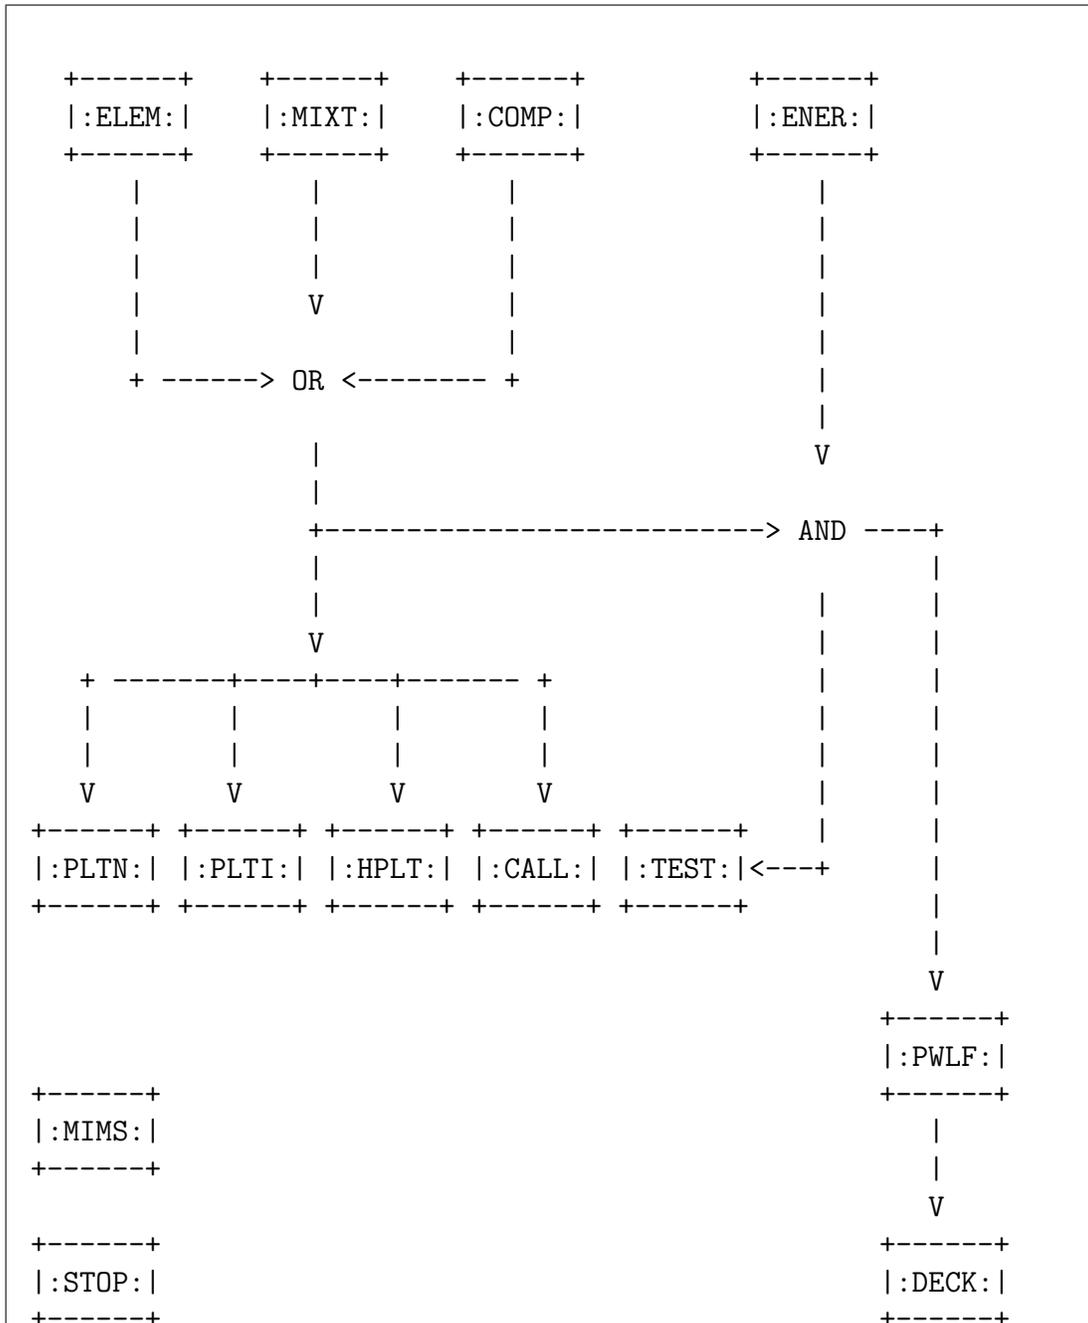 +------+    +------+    +------+          +------+
|:ELEM:|    |:MIXT:|    |:COMP:|          |:ENER:|
+------+    +------+    +------+          +------+
    |          |           |                  |
    |          |           |                  |
    |          |           |                  |
    |          V           |                  |
    |                      |                  |
    + ------> OR <-------- +                  |
                                              |
               |                              V
               |
               +---------------------------> AND ----+
               |                                     |
               |                              |      |
               V                              |      |
 + -------+----+----+------- +                |      |
 |        |         |        |                |      |
 |        |         |        |                |      |
 V        V         V        V                |      |
+------+ +------+ +------+ +------+ +------+    |      |
|:PLTN:| |:PLTI:| |:HPLT:| |:CALL:| |:TEST:|<---+      |
+------+ +------+ +------+ +------+ +------+           |
                                                     |
                                                     V
                                                  +------+
                                                  |:PWLF:|
+------+                                          +------+
|:MIMS:|                                             |
+------+                                             |
                                                     V
+------+                                          +------+
|:STOP:|                                          |:DECK:|
+------+                                          +------+